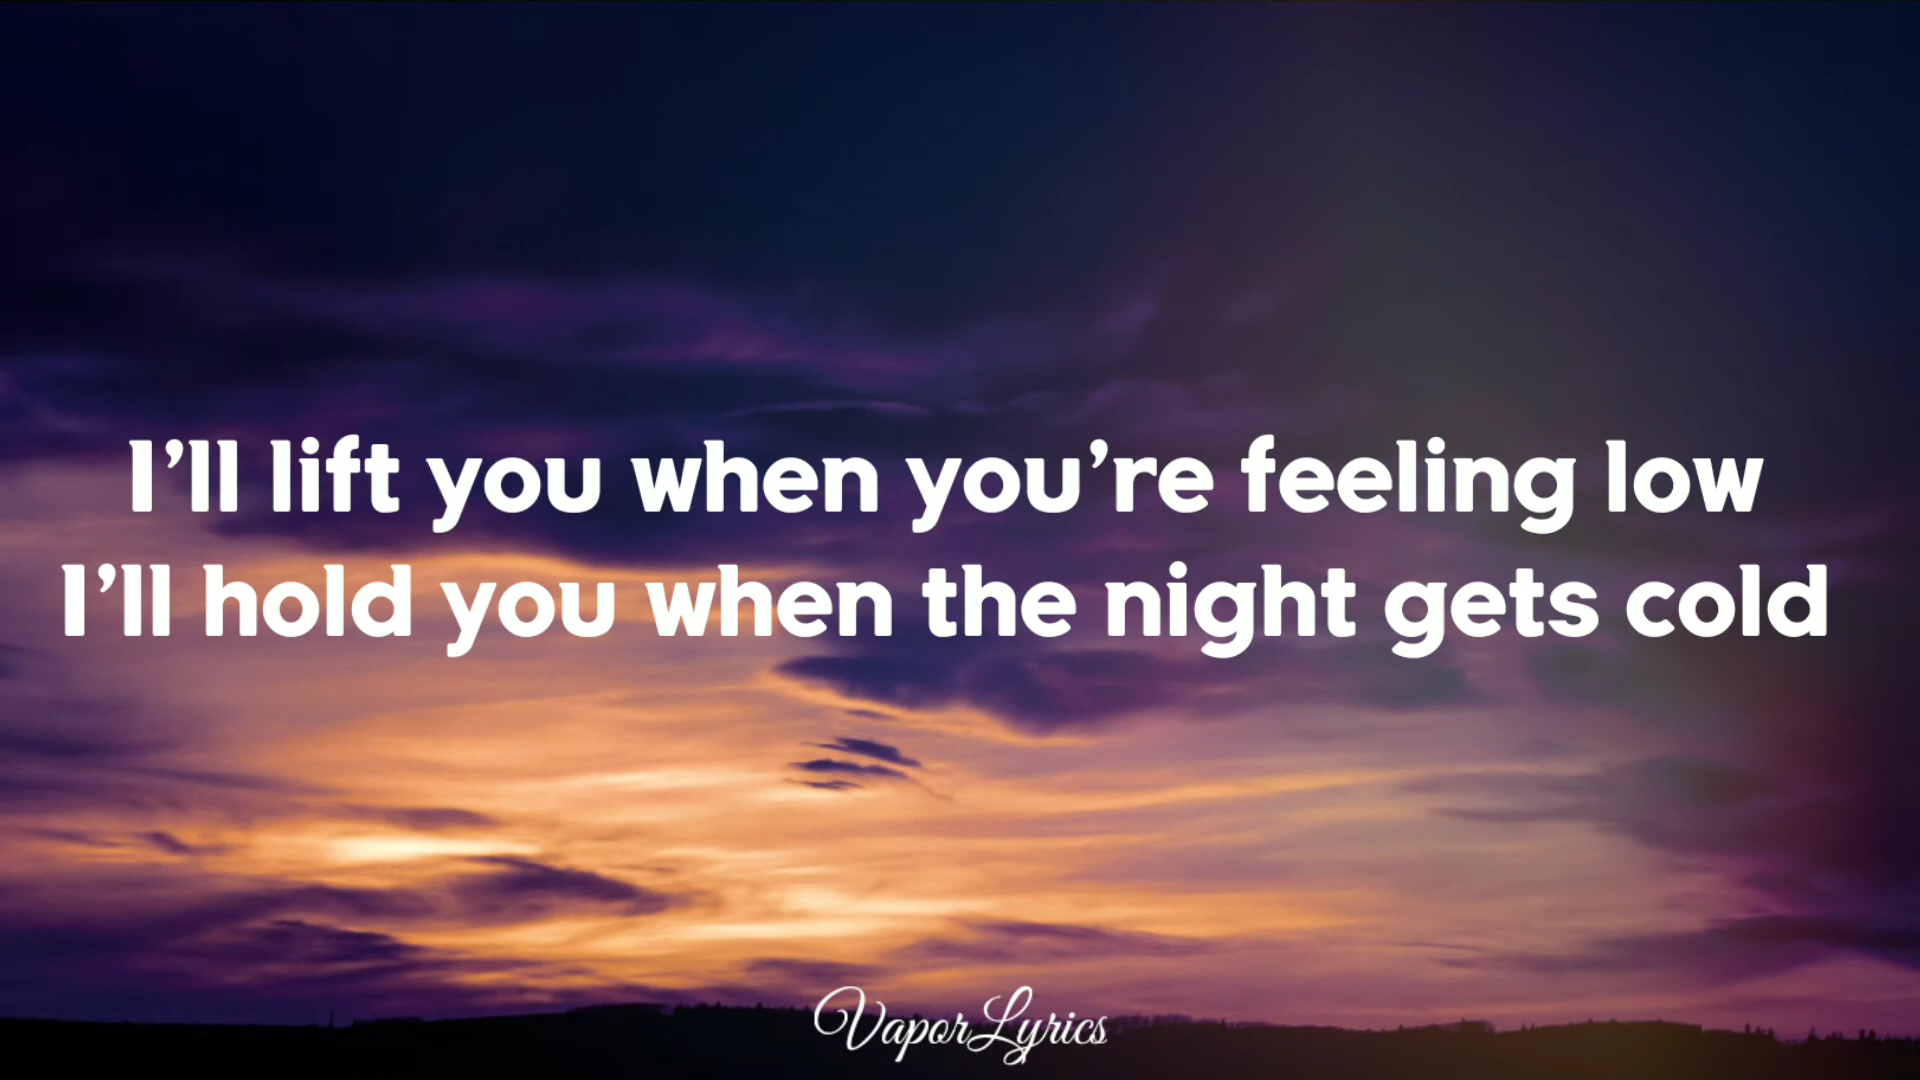 I’ll lift you when you’re feeling low
I’ll hold you when the night gets cold
VaporLyrics